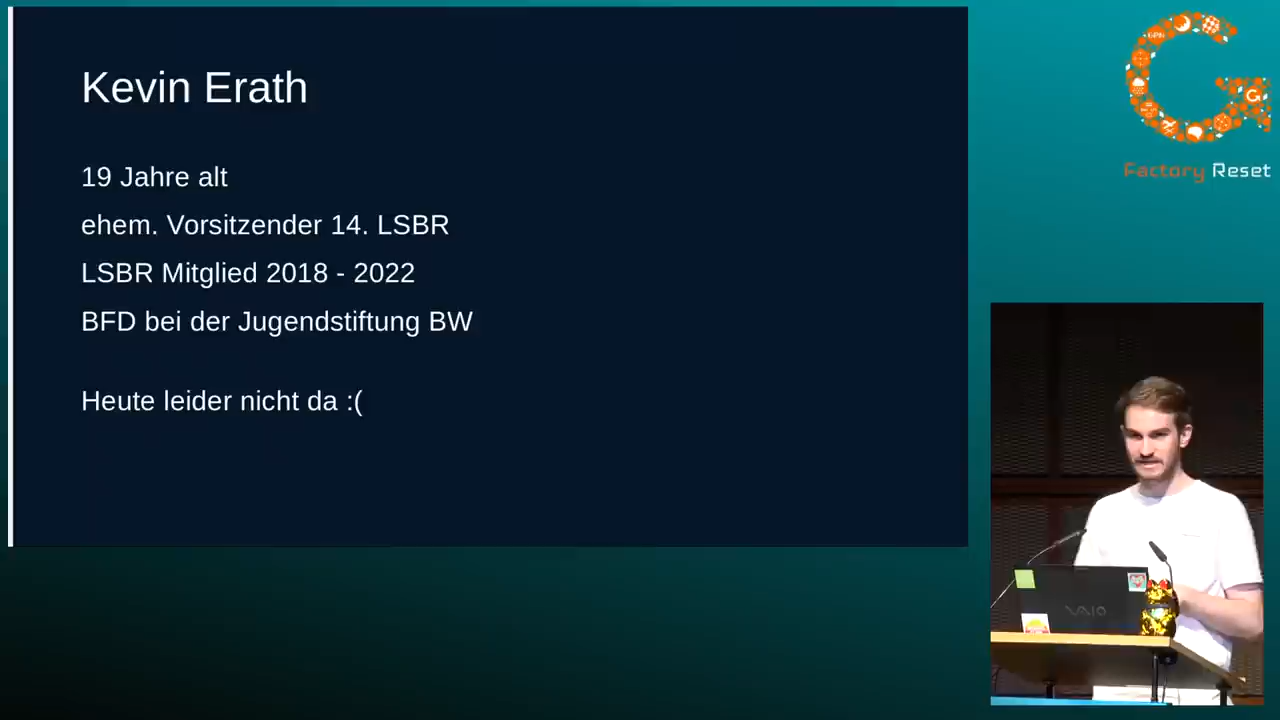 Kevin Erath
19 Jahre alt
ehem. Vorsitzender 14. LSBR
LSBR Mitglied 2018 - 2022
BFD bei der Jugendstiftung BW
Heute leider nicht da :(
GPN
G
Factory Reset
VAIO